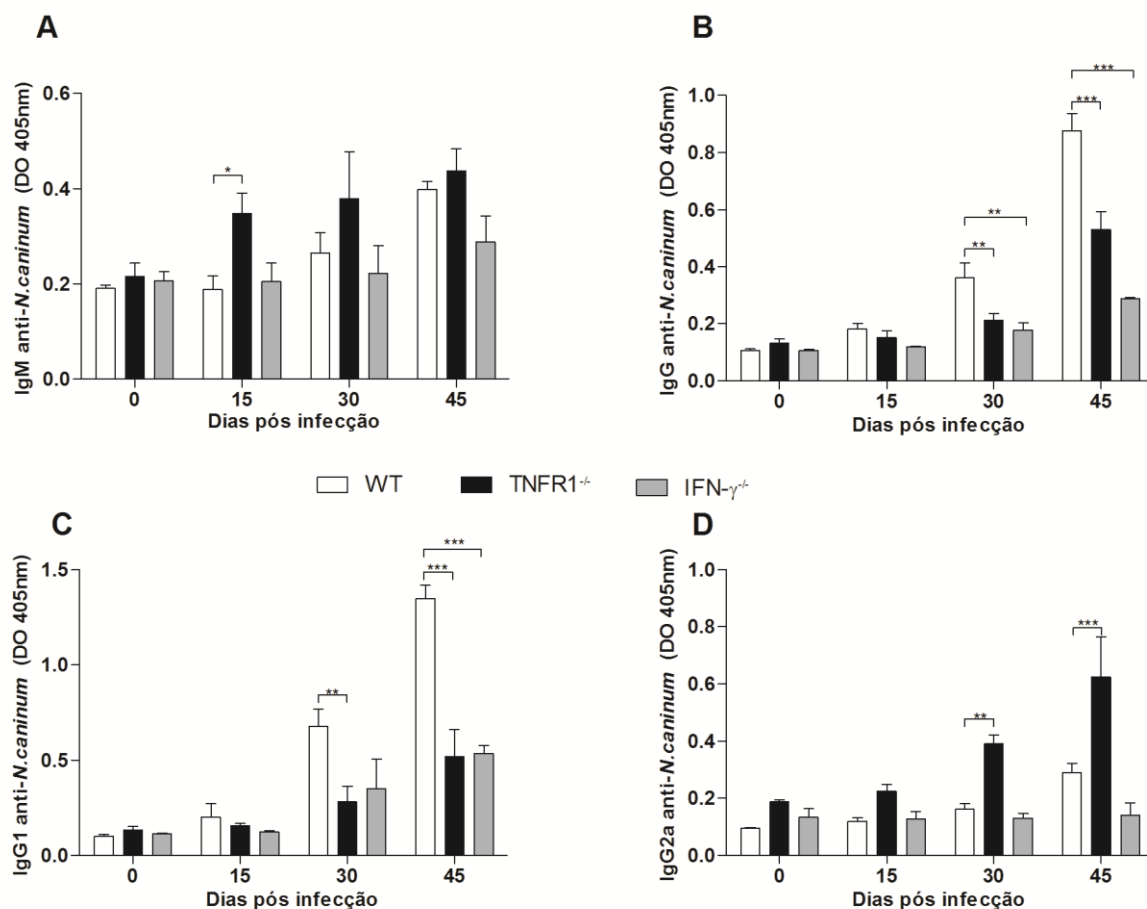 A
IgM anti-N.caninum (DO 405nm)
0.6
0.4
0.2
0.0
*
0 15 30 45
Dias pós infecção
B
IgG anti-N.caninum (DO 405nm)
1.0
0.8
0.6
0.4
0.2
0.0
**
**
***
***
0 15 30 45
Dias pós infecção
WT TNFR1-/- IFN-γ-/-
C
IgG1 anti-N.caninum (DO 405nm)
1.5
1.0
0.5
0.0
**
***
***
0 15 30 45
Dias pós infecção
D
IgG2a anti-N.caninum (DO 405nm)
1.0
0.8
0.6
0.4
0.2
0.0
**
***
0 15 30 45
Dias pós infecção